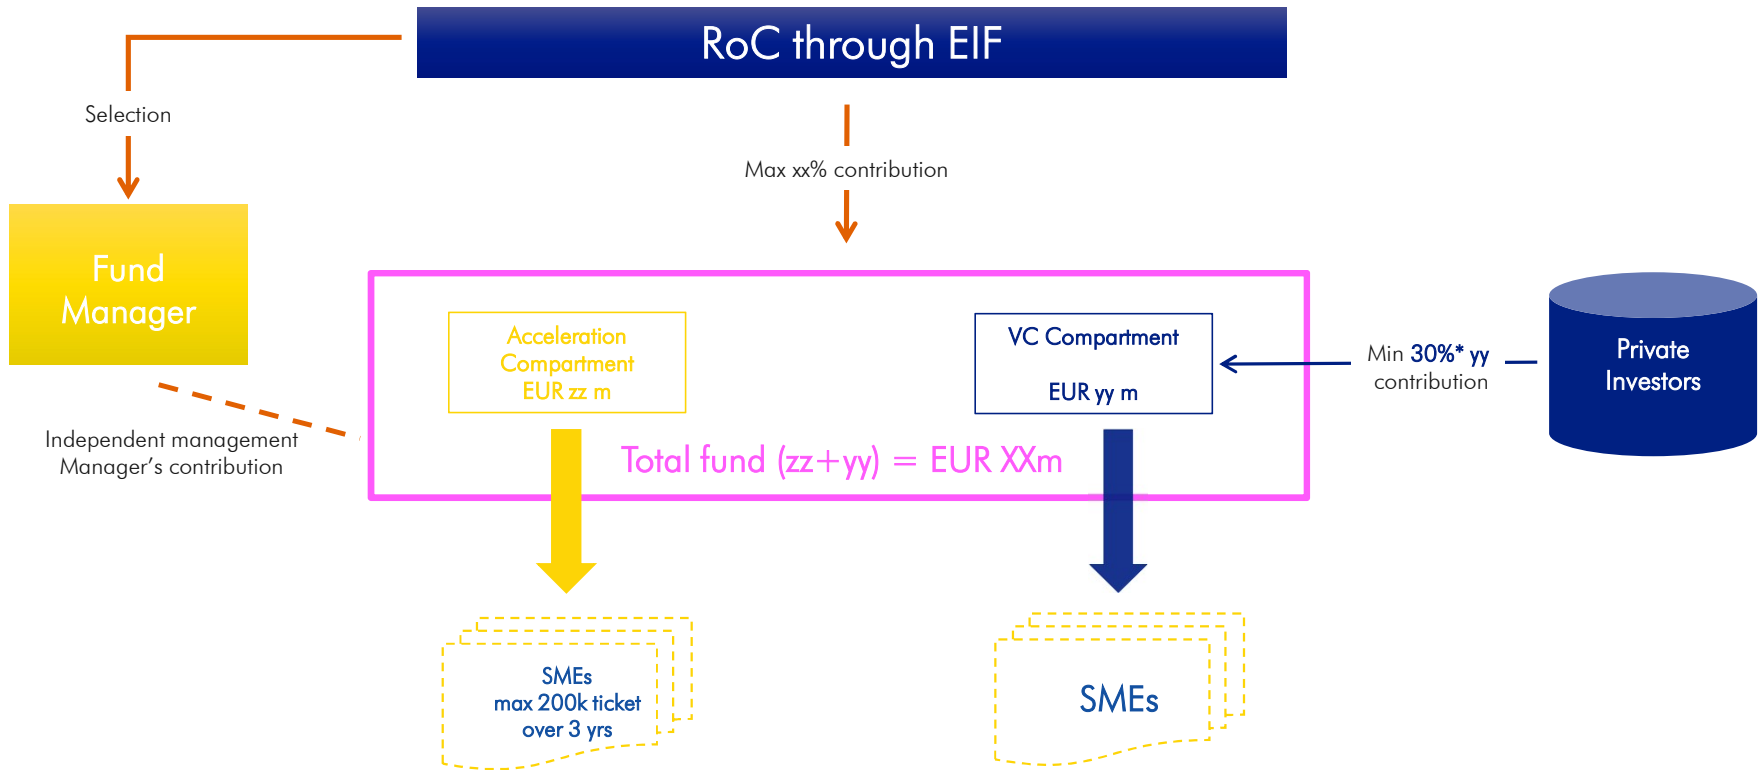 RoC through EIF
Selection
Max xx% contribution
Fund
Manager
Acceleration
Compartment
EUR zz m
VC Compartment
EUR yy m
Min 30%* yy
contribution
Private
Investors
Independent management
Manager's contribution
Total fund (zz+yy) = EUR XXm
SMEs
max 200k ticket
over 3 yrs
SMEs